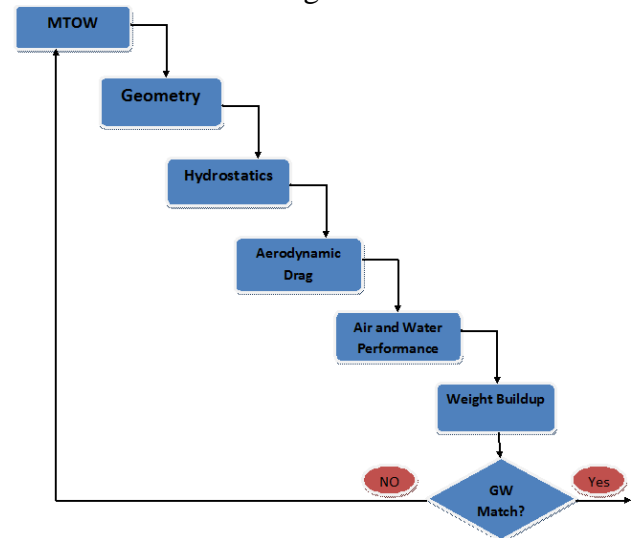 MTOW
Geometry
Hydrostatics
Aerodynamic
Drag
Air and Water
Performance
Weight Buildup
NO
GW
Match?
Yes